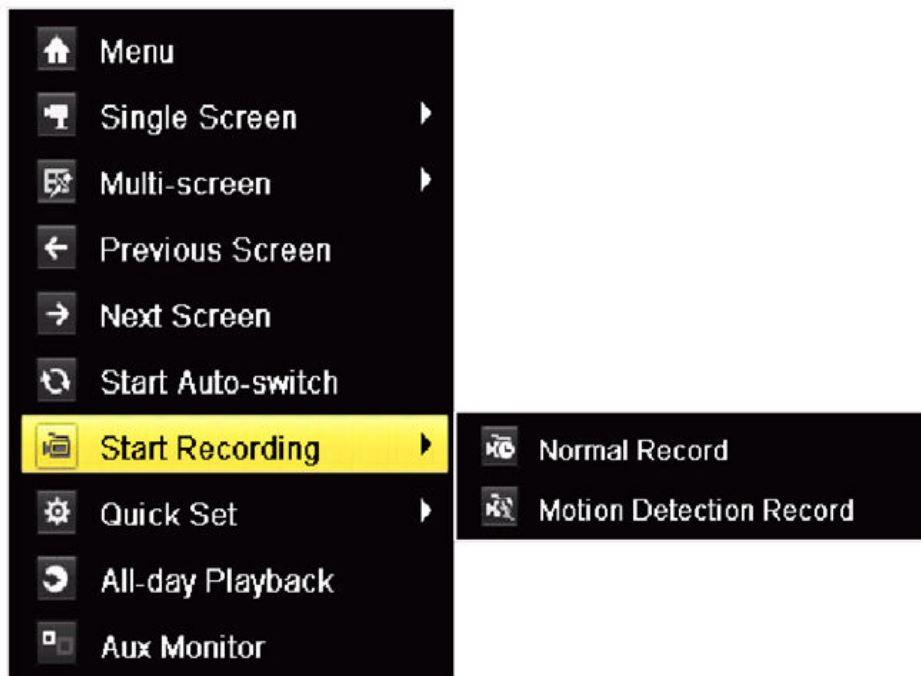 Menu
Single Screen
Multi-screen
Previous Screen
Next Screen
Start Auto-switch
Start Recording
Normal Record
Motion Detection Record
Quick Set
All-day Playback
Aux Monitor